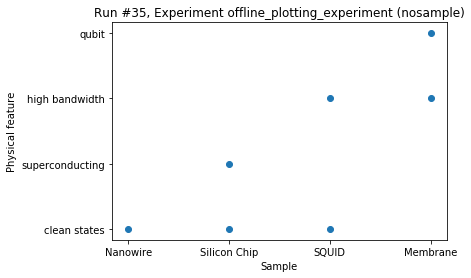 Run #35, Experiment offline_plotting_experiment (nosample)
qubit
high bandwidth
superconducting
clean states
Physical feature
Nanowire Silicon Chip SQUID Membrane
Sample